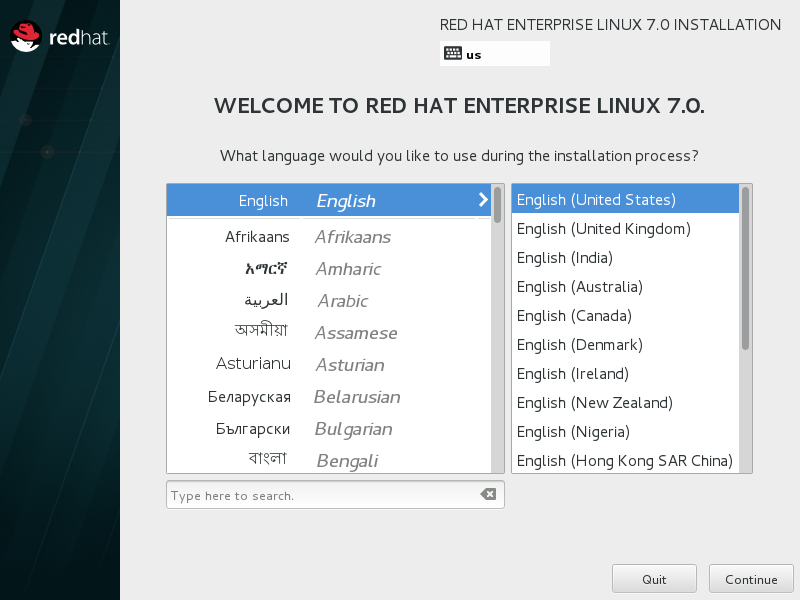 redhat.
RED HAT ENTERPRISE LINUX 7.0 INSTALLATION
us
WELCOME TO RED HAT ENTERPRISE LINUX 7.0.
What language would you like to use during the installation process?
English English
Afrikaans Afrikaans
አማርኛ Amharic
العربية Arabic
অসমীয়া Assamese
Asturianu Asturian
Беларуская Belarusian
Български Bulgarian
বাংলা Bengali
Type here to search.
English (United States)
English (United Kingdom)
English (India)
English (Australia)
English (Canada)
English (Denmark)
English (Ireland)
English (New Zealand)
English (Nigeria)
English (Hong Kong SAR China)
Quit Continue